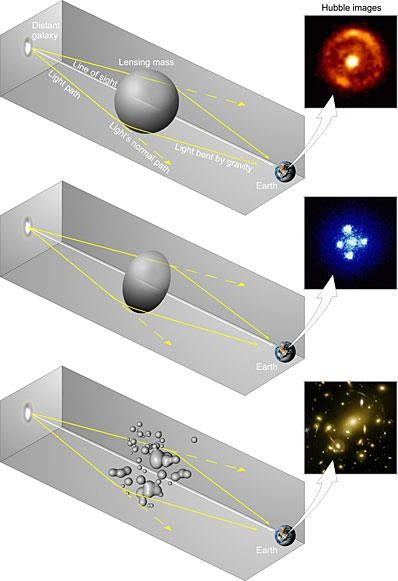 Hubble images
Distant
galaxy
Lensing mass
Line of sight
Light path
Light's normal path
Light bent by gravity
Earth
Earth
Earth